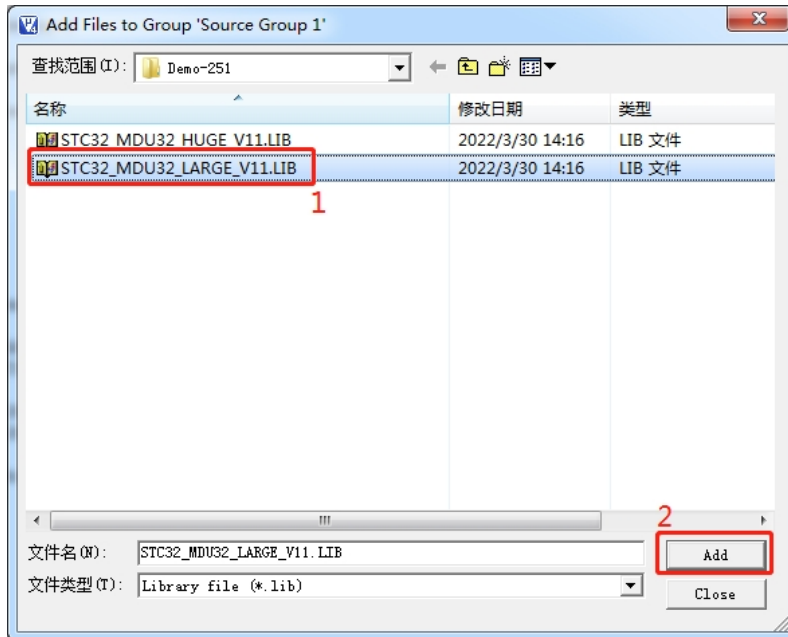 Add Files to Group 'Source Group 1'
查找范围(I): Demo-251
名称 修改日期 类型
STC32_MDU32_HUGE_V11.LIB 2022/3/30 14:16 LIB 文件
STC32_MDU32_LARGE_V11.LIB 2022/3/30 14:16 LIB 文件
1
2
文件名(N): STC32_MDU32_LARGE_V11.LIB Add
文件类型(T): Library file (*.lib) Close